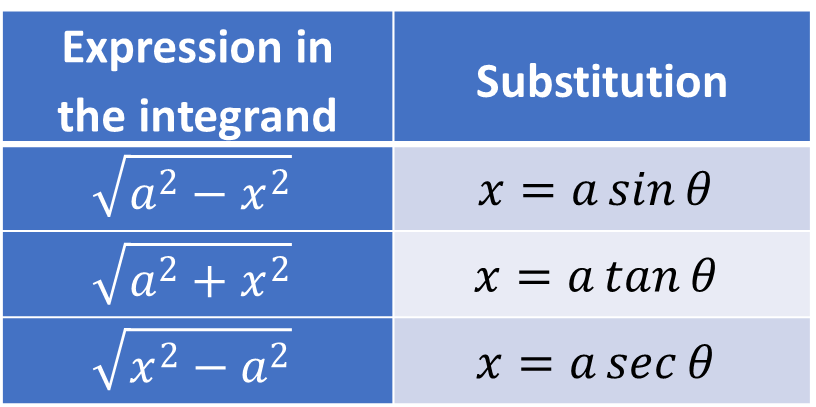 Expression in
the integrand
Substitution
√(a² − x²)
x = a sin θ
√(a² + x²)
x = a tan θ
√(x² − a²)
x = a sec θ